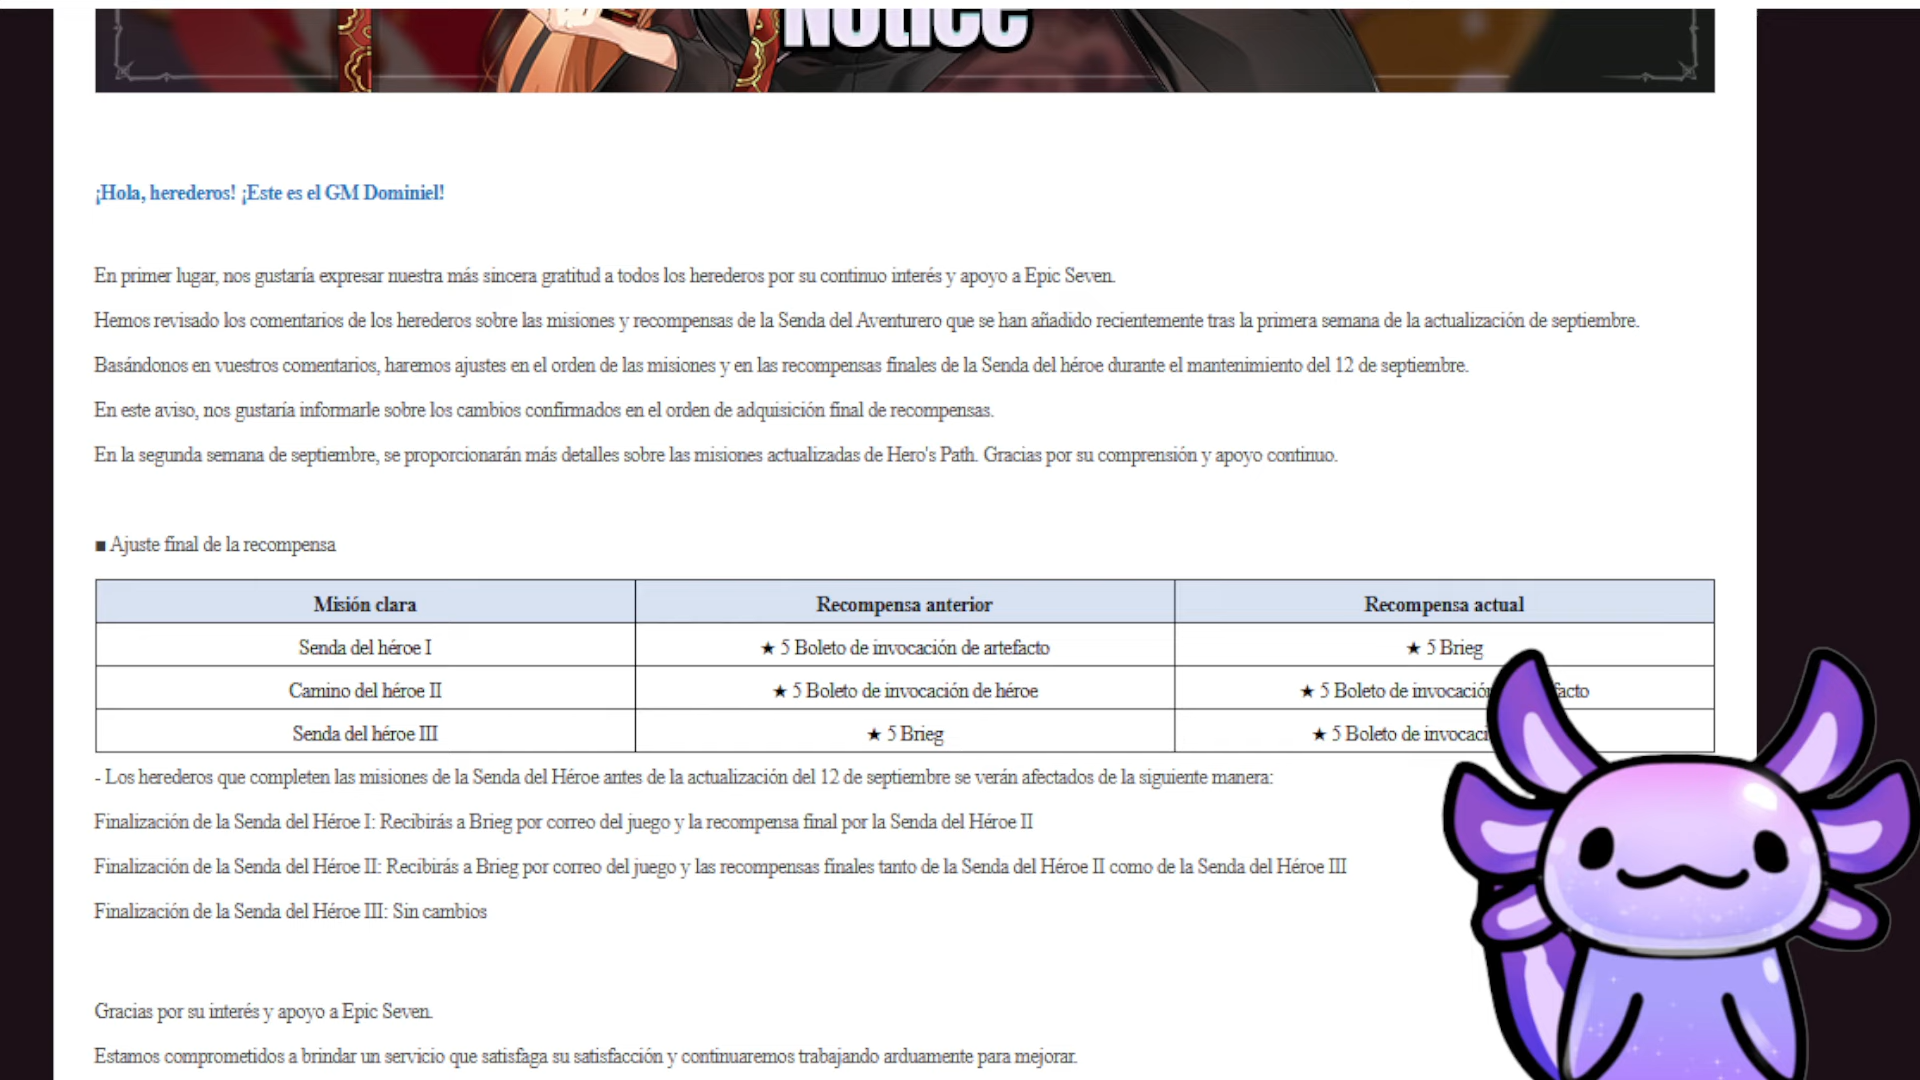 Notice
¡Hola, herederos! ¡Este es el GM Dominiel!
En primer lugar, nos gustaría expresar nuestra más sincera gratitud a todos los herederos por su continuo interés y apoyo a Epic Seven.
Hemos revisado los comentarios de los herederos sobre las misiones y recompensas de la Senda del Aventurero que se han añadido recientemente tras la primera semana de la actualización de septiembre.
Basándonos en vuestros comentarios, haremos ajustes en el orden de las misiones y en las recompensas finales de la Senda del héroe durante el mantenimiento del 12 de septiembre.
En este aviso, nos gustaría informarle sobre los cambios confirmados en el orden de adquisición final de recompensas.
En la segunda semana de septiembre, se proporcionarán más detalles sobre las misiones actualizadas de Hero's Path. Gracias por su comprensión y apoyo continuo.
■ Ajuste final de la recompensa
Misión clara Recompensa anterior Recompensa actual
Senda del héroe I ★ 5 Boleto de invocación de artefacto ★ 5 Brieg
Camino del héroe II ★ 5 Boleto de invocación de héroe ★ 5 Boleto de
Senda del héroe III ★ 5 Brieg ★ 5 Boleto de
- Los herederos que completen las misiones de la Senda del Héroe antes de la actualización del 12 de septiembre se verán afectados de la siguiente manera:
Finalización de la Senda del Héroe I: Recibirás a Brieg por correo del juego y la recompensa final por la Senda del Héroe II
Finalización de la Senda del Héroe II: Recibirás a Brieg por correo del juego y las recompensas finales tanto de la Senda del Héroe II como de la Senda del Héroe III
Finalización de la Senda del Héroe III: Sin cambios
Gracias por su interés y apoyo a Epic Seven.
Estamos comprometidos a brindar un servicio que satisfaga su satisfacción y continuaremos trabajando arduamente para mejorar.